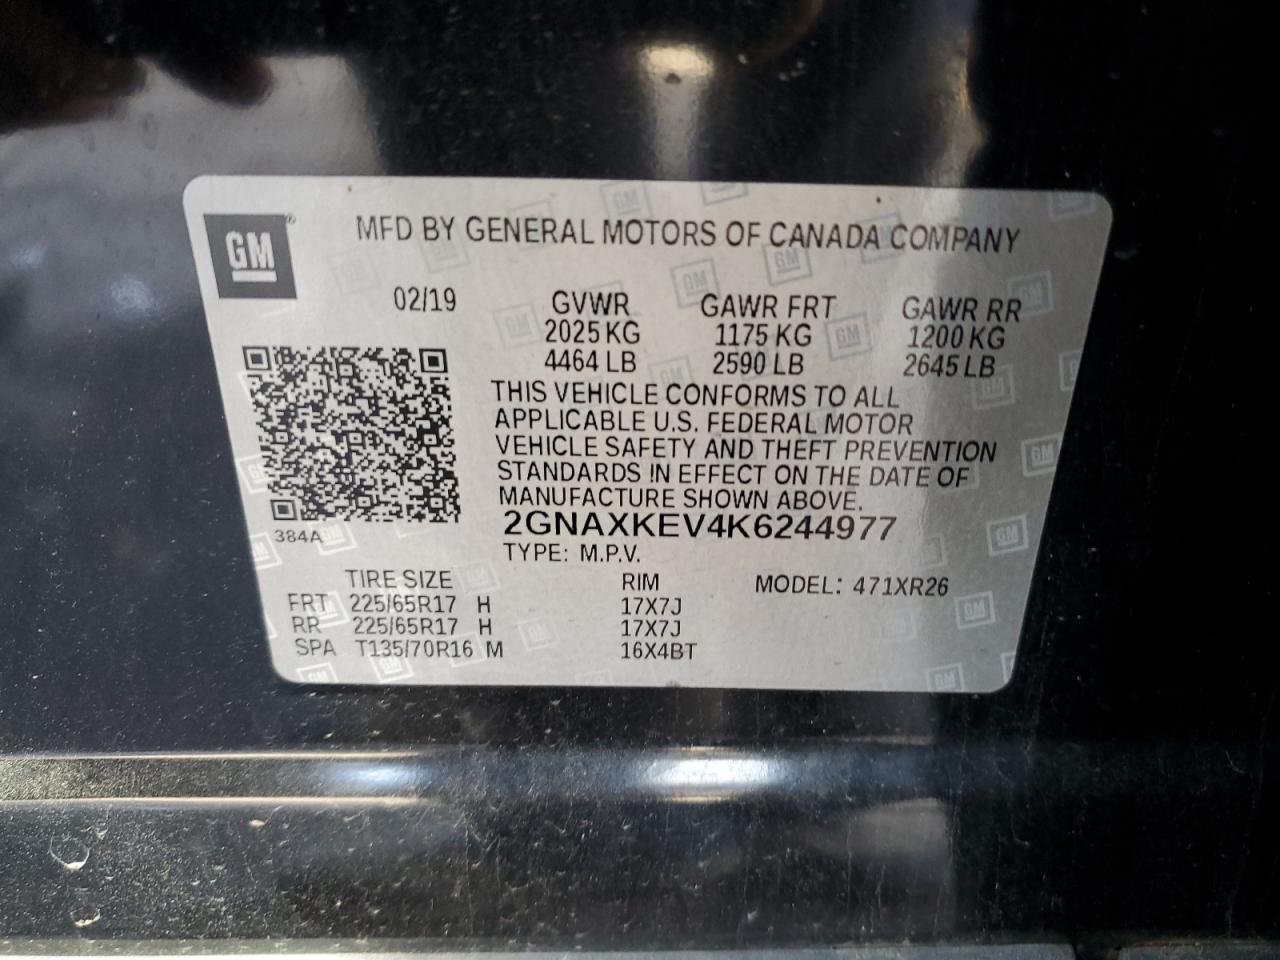 GM
MFD BY GENERAL MOTORS OF CANADA COMPANY
02/19 GVWR GAWR FRT GAWR RR
2025 KG 1175 KG 1200 KG
4464 LB 2590 LB 2645 LB
THIS VEHICLE CONFORMS TO ALL
APPLICABLE U.S. FEDERAL MOTOR
VEHICLE SAFETY AND THEFT PREVENTION
STANDARDS IN EFFECT ON THE DATE OF
MANUFACTURE SHOWN ABOVE.
2GNAXKEV4K6244977
384A
TYPE: M.P.V.
TIRE SIZE RIM MODEL: 471XR26
FRT 225/65R17 H 17X7J
RR 225/65R17 H 17X7J
SPA T135/70R16 M 16X4BT